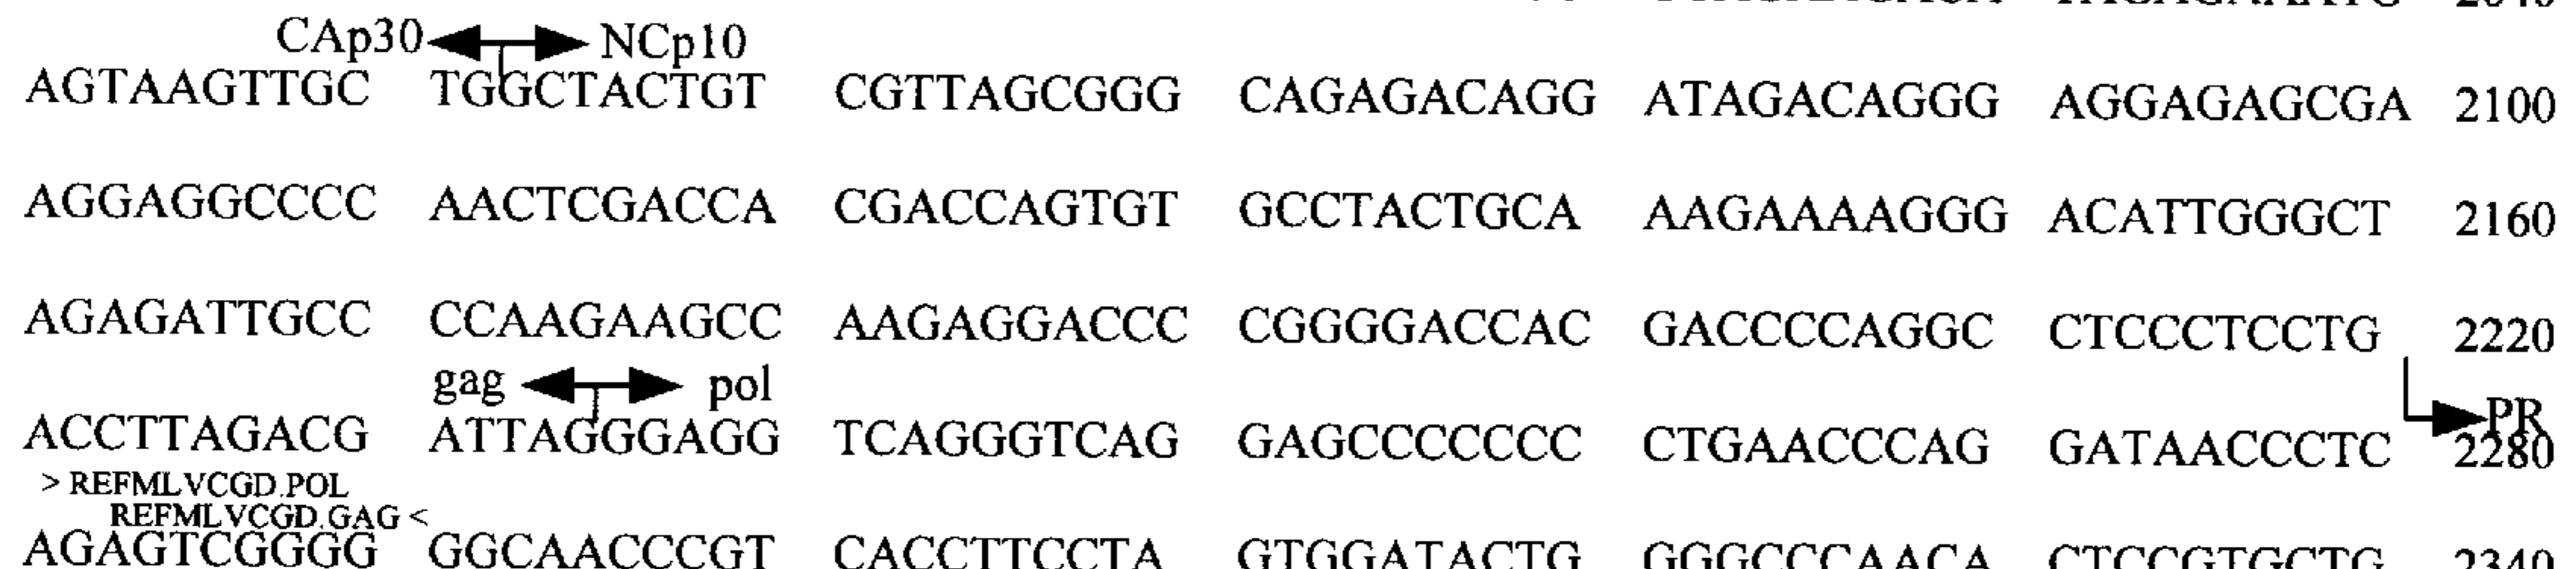 CAp30 NCp10
AGTAAGTTGC TGGCTACTGT CGTTAGCGGG CAGAGACAGG ATAGACAGGG AGGAGAGCGA 2100
AGGAGGCCCC AACTCGACCA CGACCAGTGT GCCTACTGCA AAGAAAAGGG ACATTGGGCT 2160
AGAGATTGCC CCAAGAAGCC AAGAGGACCC CGGGGACCAC GACCCCAGGC CTCCCTCCTG 2220
gag pol PR
ACCTTAGACG ATTAGGGAGG TCAGGGTCAG GAGCCCCCCC CTGAACCCAG GATAACCCTC 2280
> REFMLVCGD.POL
REFMLVCGD.GAG <
AGAGTCGGGG GGCAACCCGT CACCTTCCTA GTGGATACTG GGGCCCAACA CTCCGTGCTG 2340